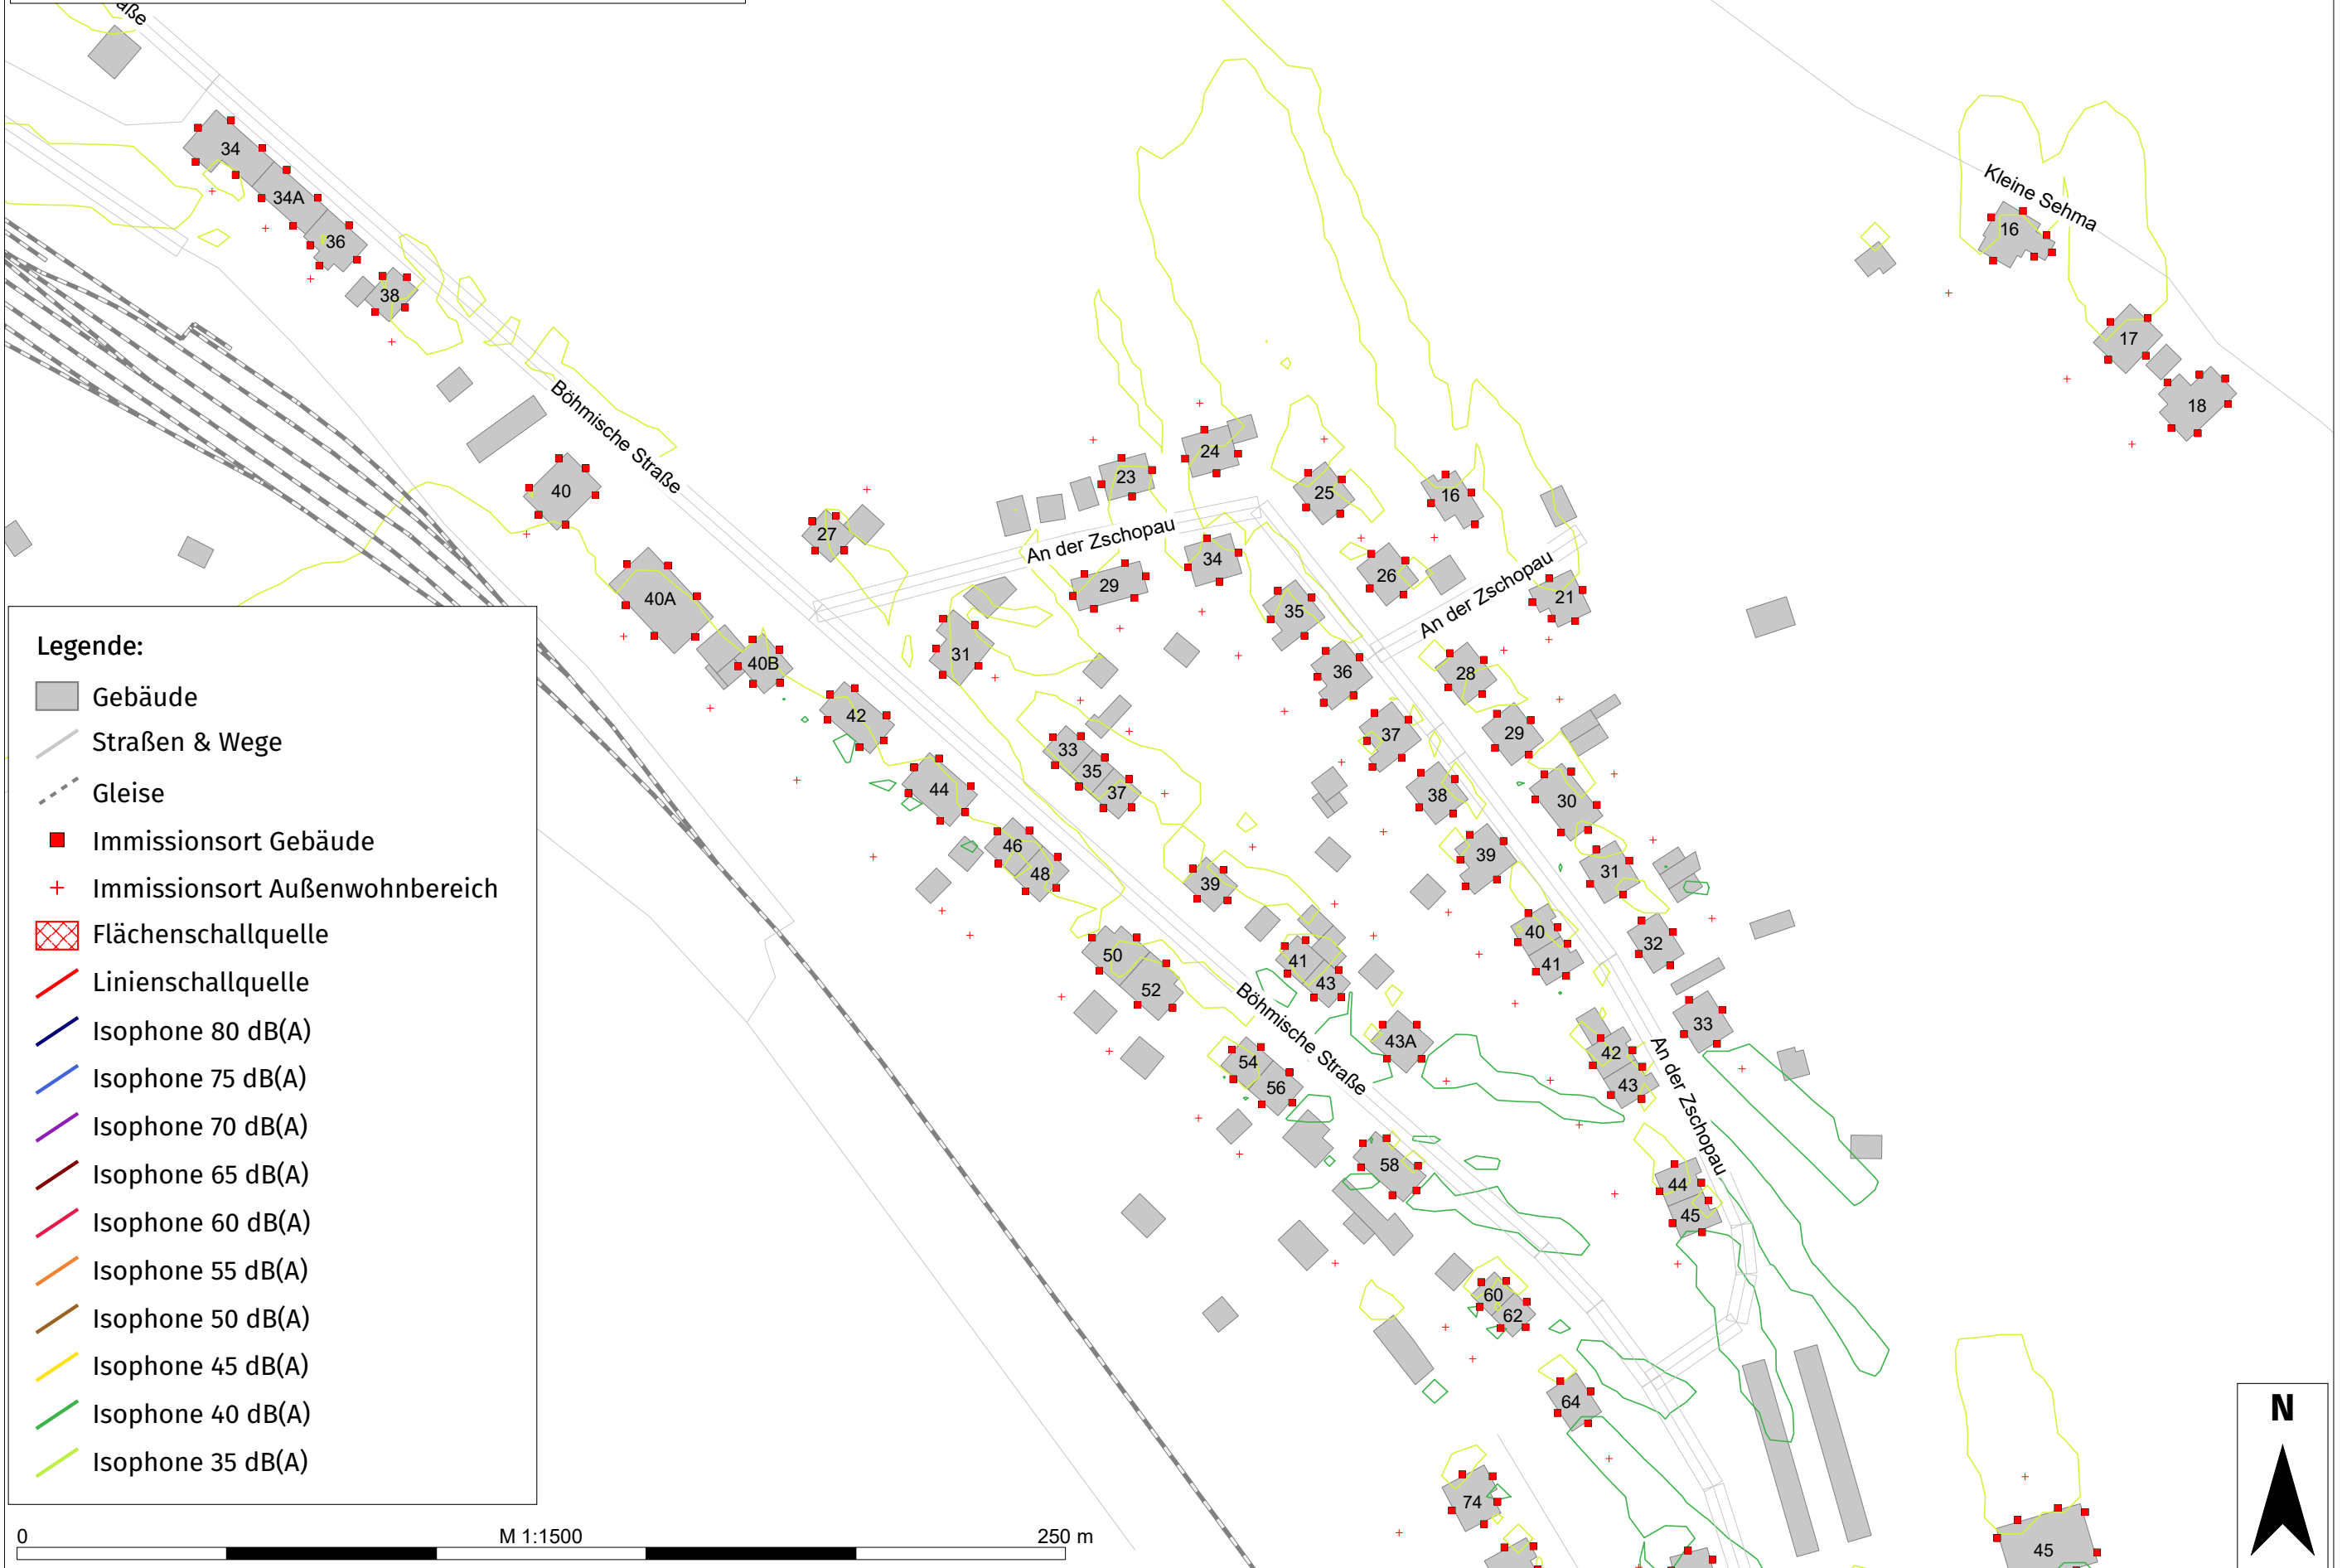 aße
34
34A
36
38
Kleine Sehma
16
17
18
Böhmische Straße
40
40A
40B
42
44
46
48
50
52
54
56
58
60
62
64
74
27
An der Zschopau
23
24
25
16
29
34
35
26
An der Zschopau
21
31
36
28
37
29
33
35
37
38
30
39
39
31
40
41
32
41
43
Böhmische Straße
43A
33
42
43
An der Zschopau
44
45
45
Legende:
Gebäude
Straßen & Wege
Gleise
Immissionsort Gebäude
Immissionsort Außenwohnbereich
Flächenschallquelle
Linienschallquelle
Isophone 80 dB(A)
Isophone 75 dB(A)
Isophone 70 dB(A)
Isophone 65 dB(A)
Isophone 60 dB(A)
Isophone 55 dB(A)
Isophone 50 dB(A)
Isophone 45 dB(A)
Isophone 40 dB(A)
Isophone 35 dB(A)
0 M 1:1500 250 m
N